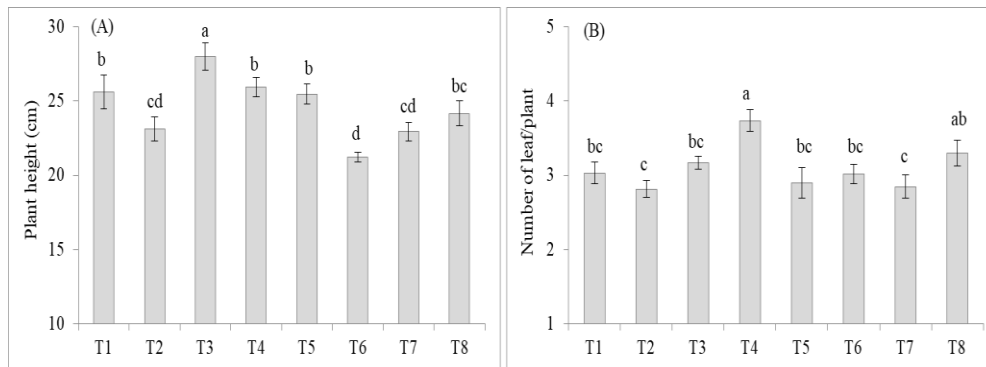 (A)
Plant height (cm)
30
25
20
15
10
b
cd
a
b
b
d
cd
bc
T1 T2 T3 T4 T5 T6 T7 T8
(B)
Number of leaf/plant
5
4
3
2
1
bc
c
bc
a
bc
bc
c
ab
T1 T2 T3 T4 T5 T6 T7 T8